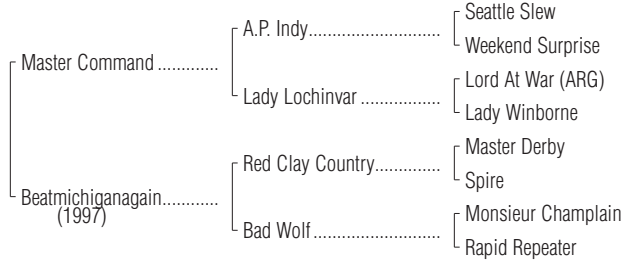 Seattle Slew
A.P. Indy
Weekend Surprise
Master Command
Lord At War (ARG)
Lady Lochinvar
Lady Winborne
Master Derby
Red Clay Country
Spire
Beatmichiganagain
(1997)
Monsieur Champlain
Bad Wolf
Rapid Repeater